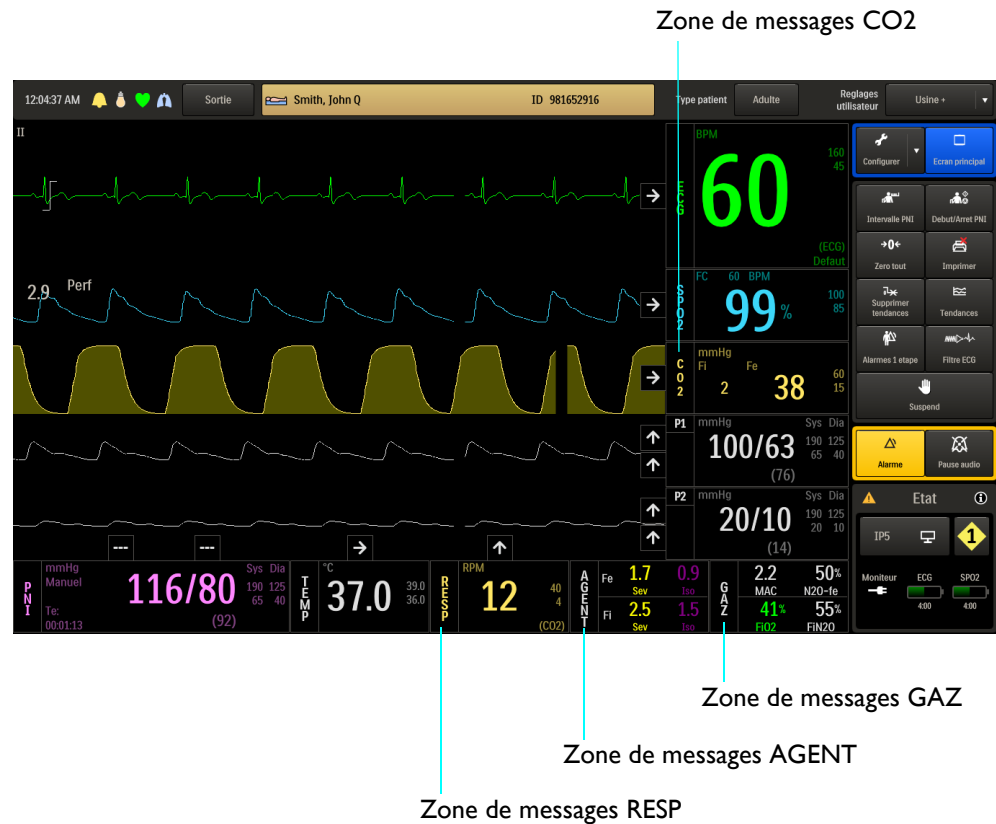 Zone de messages CO2
12:04:37 AM
Sortie
Smith, John Q
ID 981652916
Type patient
Adulte
Reglages utilisateur
Usine +
II
2.9
Perf
ECG
BPM
60
160
45
(ECG)
Defaut
SPO2
FC 60 BPM
99%
100
85
CO2
mmHg
Fi
2
Fe
38
60
15
P1
mmHg
Sys Dia
100/63
190 125
65 40
(76)
P2
mmHg
Sys Dia
20/10
190 125
20 10
(14)
Configurer
Ecran principal
Intervalle PNI
Debut/Arret PNI
→0←
Zero tout
Imprimer
Supprimer
tendances
Tendances
Alarmes 1 etape
Filtre ECG
Suspend
Alarme
Pause audio
Etat
IP5
1
Moniteur
ECG
4:00
SPO2
4:00
---
---
PNI
mmHg
Manuel
116/80
Sys Dia
190 125
65 40
Te:
00:01:13
(92)
TEMP
°C
37.0
39.0
36.0
RESP
RPM
12
40
4
(CO2)
AGENT
Fe
1.7
Sev
0.9
Iso
Fi
2.5
Sev
1.5
Iso
GAZ
2.2
MAC
50%
N2O-fe
41%
FiO2
55%
FiN2O
Zone de messages GAZ
Zone de messages AGENT
Zone de messages RESP